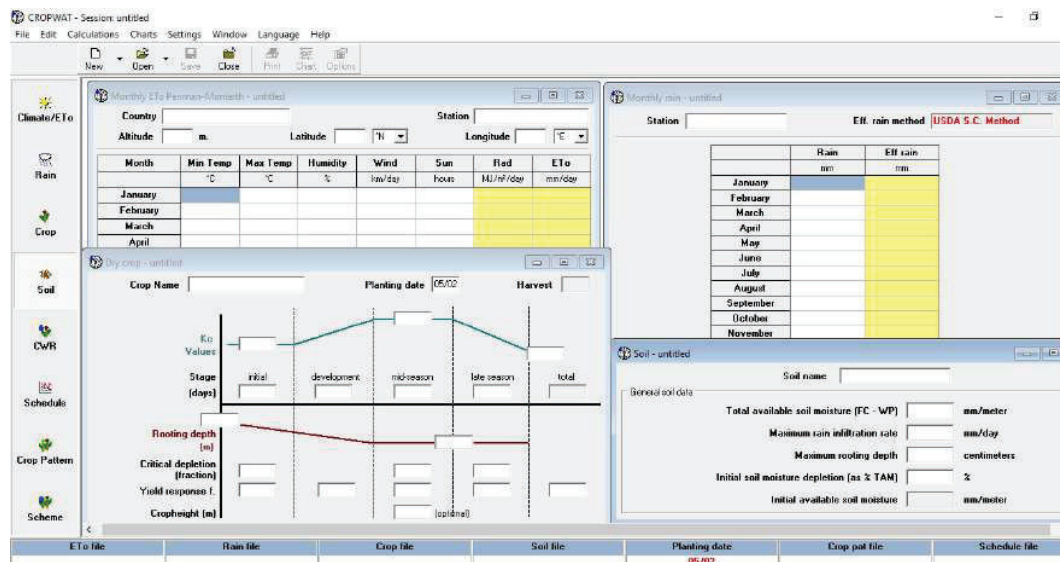 CROPWAT - Session: untitled
File Edit Calculations Charts Settings Window Language Help
New Open Save Close Print Chart Options
Climate/ETo
Rain
Crop
Soil
CWR
Schedule
Crop Pattern
Scheme
Monthly ETo Penman-Monteith - untitled
Country Station
Altitude m. Latitude °N Longitude °E
Month Min Temp Max Temp Humidity Wind Sun Rad ETo
°C °C % km/day hours MJ/m²/day mm/day
January
February
March
April
Monthly rain - untitled
Station Eff. rain method USDA S.C. Method
Rain Eff rain
mm mm
January
February
March
April
May
June
July
August
September
October
November
Dry crop - untitled
Crop Name Planting date 05/02 Harvest
Kc
Values
Stage initial development mid-season late season total
(days)
Rooting depth
(m)
Critical depletion
(fraction)
Yield response f.
Cropheight (m) (optional)
Soil - untitled
Soil name
General soil data
Total available soil moisture (FC - WP) mm/meter
Maximum rain infiltration rate mm/day
Maximum rooting depth centimeters
Initial soil moisture depletion (as % TAM) %
Initial available soil moisture mm/meter
ETo file Rain file Crop file Soil file Planting date Crop pat file Schedule file
05/02